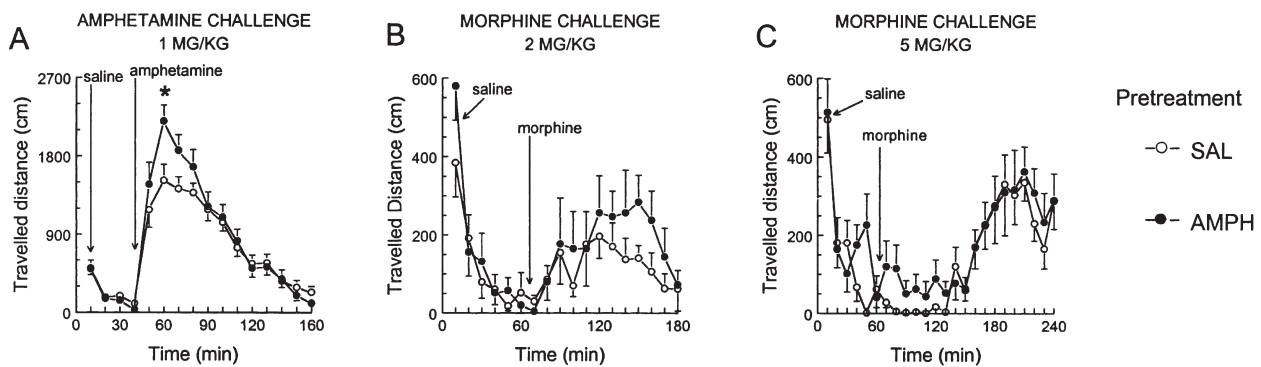 A
AMPHETAMINE CHALLENGE
1 MG/KG
saline
amphetamine
*
Travelled distance (cm)
2700
1800
900
0
0 30 60 90 120 160
Time (min)
B
MORPHINE CHALLENGE
2 MG/KG
saline
morphine
Travelled Distance (cm)
600
400
200
0
0 60 120 180
Time (min)
C
MORPHINE CHALLENGE
5 MG/KG
saline
morphine
Travelled distance (cm)
600
400
200
0
0 60 120 180 240
Time (min)
Pretreatment
SAL
AMPH